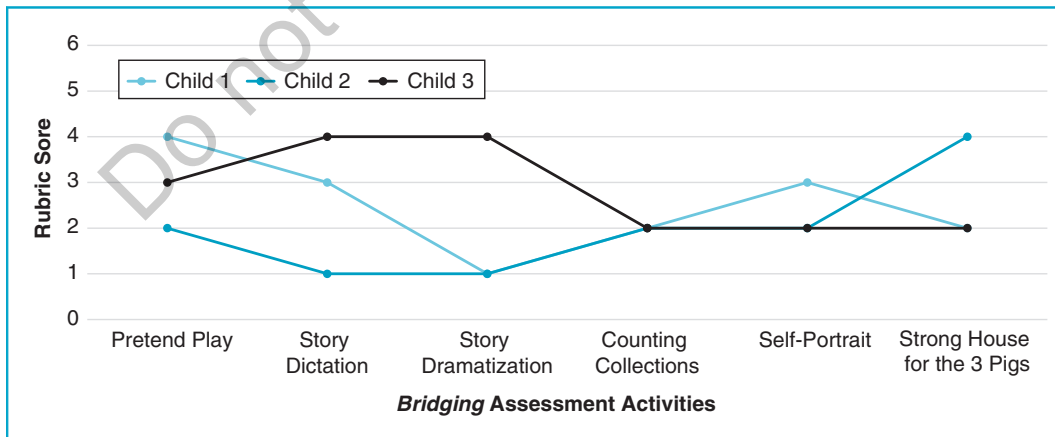 6
5
4
3
2
1
0
Rubric Sore
Child 1 Child 2 Child 3
Do not
Pretend Play
Story
Dictation
Story
Dramatization
Counting
Collections
Self-Portrait
Strong House
for the 3 Pigs
Bridging Assessment Activities